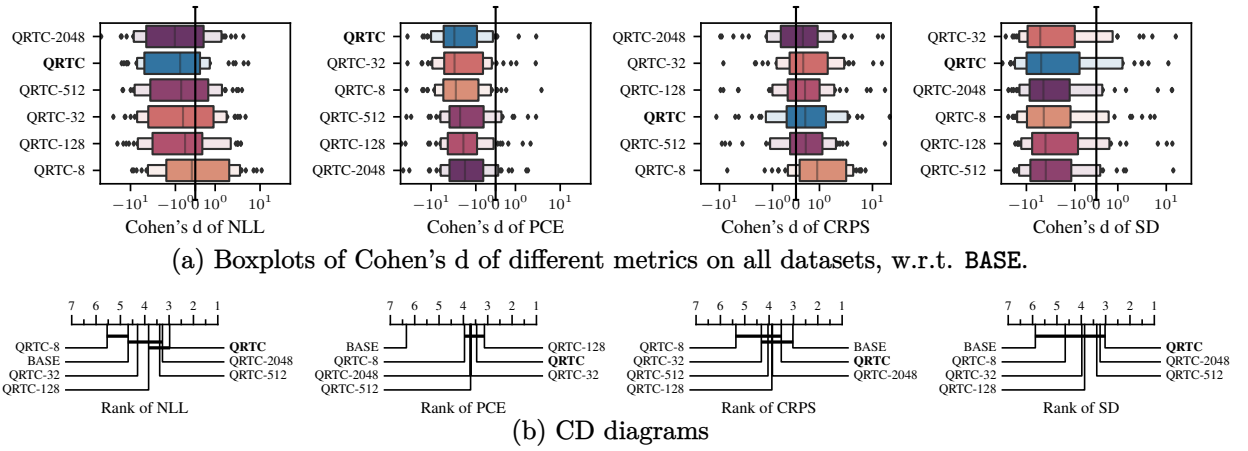 QRTC-2048
QRTC
QRTC-512
QRTC-32
QRTC-128
QRTC-8
−10¹ −10⁰ 0 10⁰ 10¹
Cohen's d of NLL
QRTC
QRTC-32
QRTC-8
QRTC-512
QRTC-128
QRTC-2048
−10¹ −10⁰ 0 10⁰ 10¹
Cohen's d of PCE
QRTC-2048
QRTC-32
QRTC-128
QRTC
QRTC-512
QRTC-8
−10¹ −10⁰ 0 10⁰ 10¹
Cohen's d of CRPS
QRTC-32
QRTC
QRTC-2048
QRTC-8
QRTC-128
QRTC-512
−10¹ −10⁰ 0 10⁰ 10¹
Cohen's d of SD
(a) Boxplots of Cohen's d of different metrics on all datasets, w.r.t. BASE.
7 6 5 4 3 2 1
QRTC-8 QRTC
BASE QRTC-2048
QRTC-32 QRTC-512
QRTC-128
Rank of NLL
7 6 5 4 3 2 1
BASE QRTC-128
QRTC-8 QRTC
QRTC-2048 QRTC-32
QRTC-512
Rank of PCE
7 6 5 4 3 2 1
QRTC-8 BASE
QRTC-32 QRTC
QRTC-512 QRTC-2048
QRTC-128
Rank of CRPS
7 6 5 4 3 2 1
BASE QRTC
QRTC-8 QRTC-2048
QRTC-32 QRTC-512
QRTC-128
Rank of SD
(b) CD diagrams